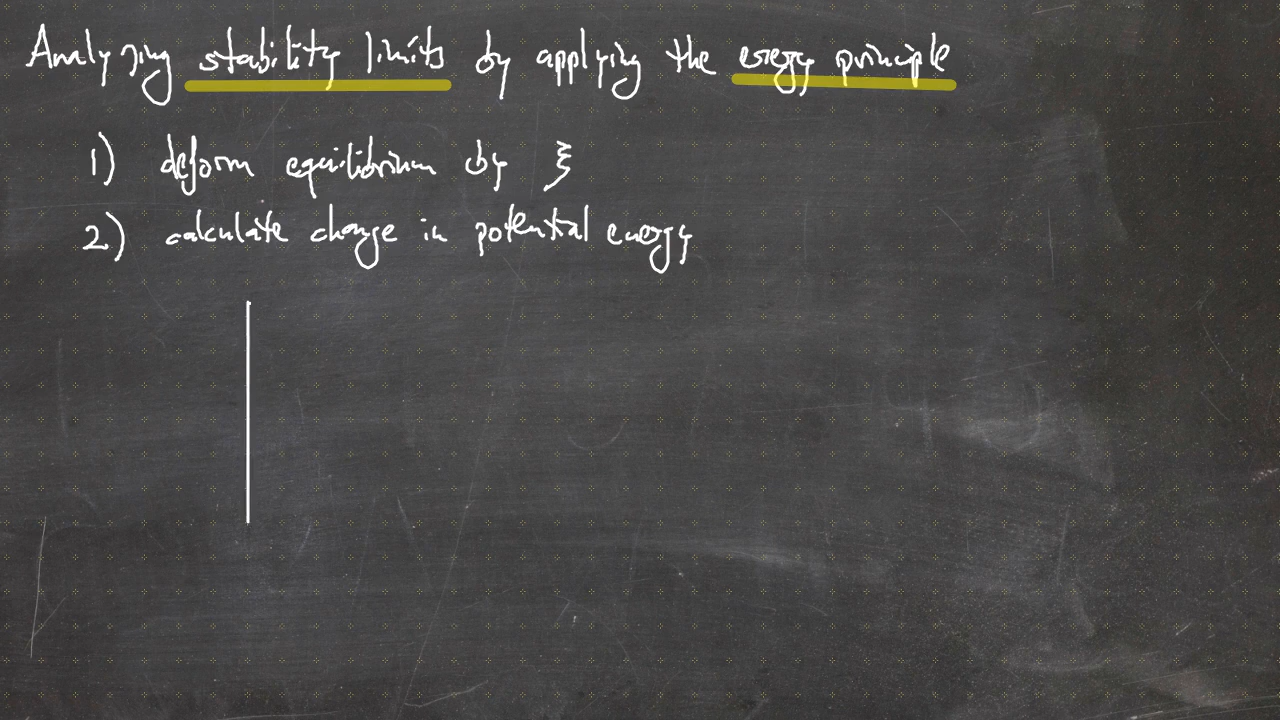 Analyzing stability limits by applying the energy principle
1) deform equilibrium by ξ
2) calculate change in potential energy